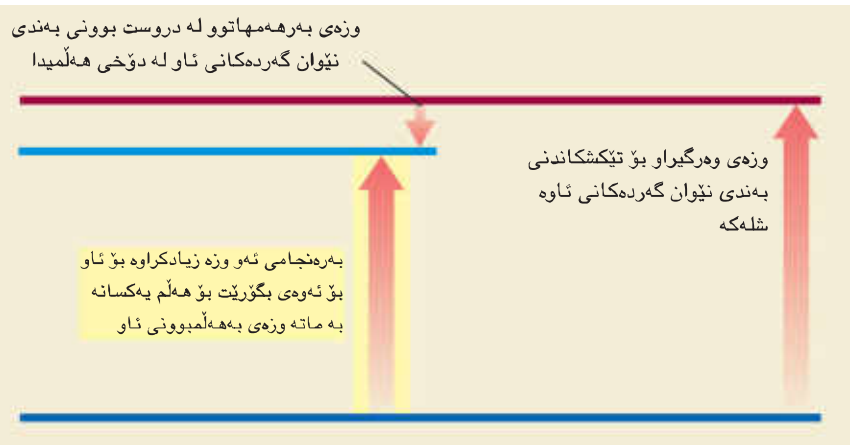 وزەی بەرهەمهاتوو لە دروست بوونی بەندی
نێوان گەردەکانی ئاو لە دۆخی هەڵمیدا
وزەی وەرگیراو بۆ تێکشکاندنی
بەندی نێوان گەردەکانی ئاوە
شلەکە
بەرەنجامی ئەو وزە زیادکراوە بۆ ئاو
بۆ ئەوەی بگۆرێت بۆ هەڵم یەکسانە
بە ماتە وزەی بەهەڵمبوونی ئاو